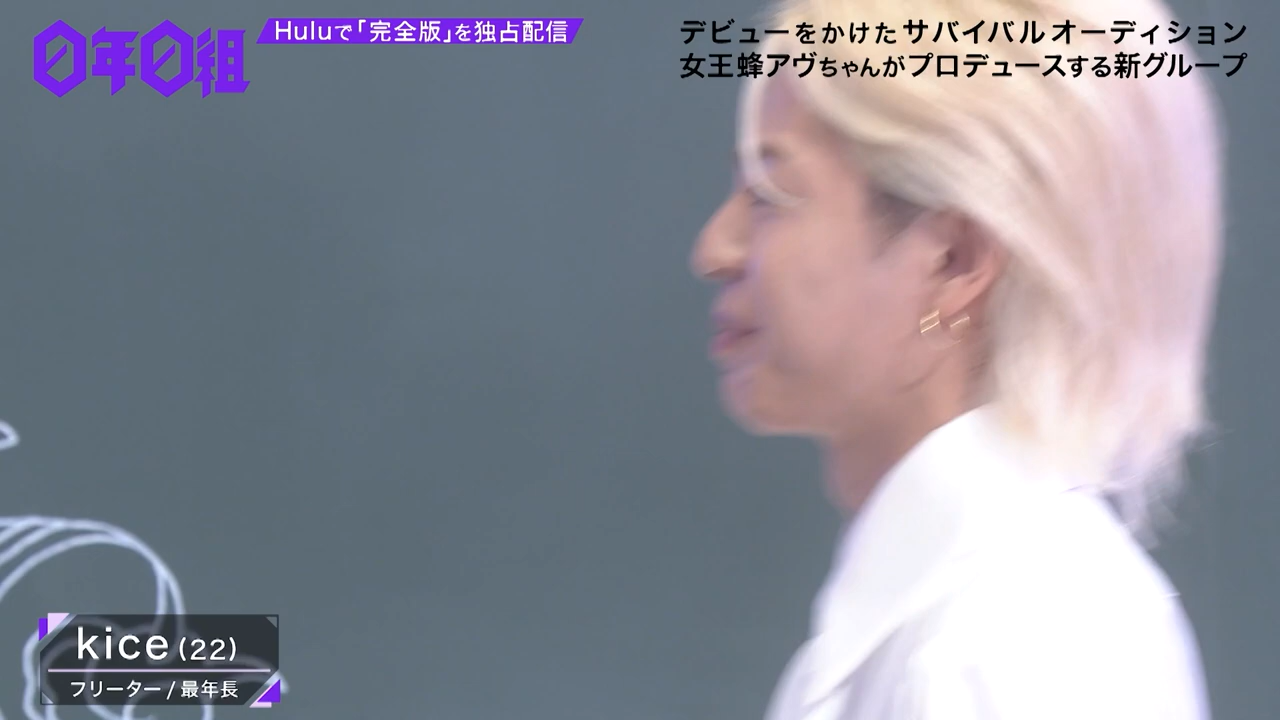 0年0組
Huluで「完全版」を独占配信
デビューをかけたサバイバルオーディション
女王蜂アヴちゃんがプロデュースする新グループ
kice(22)
フリーター/最年長